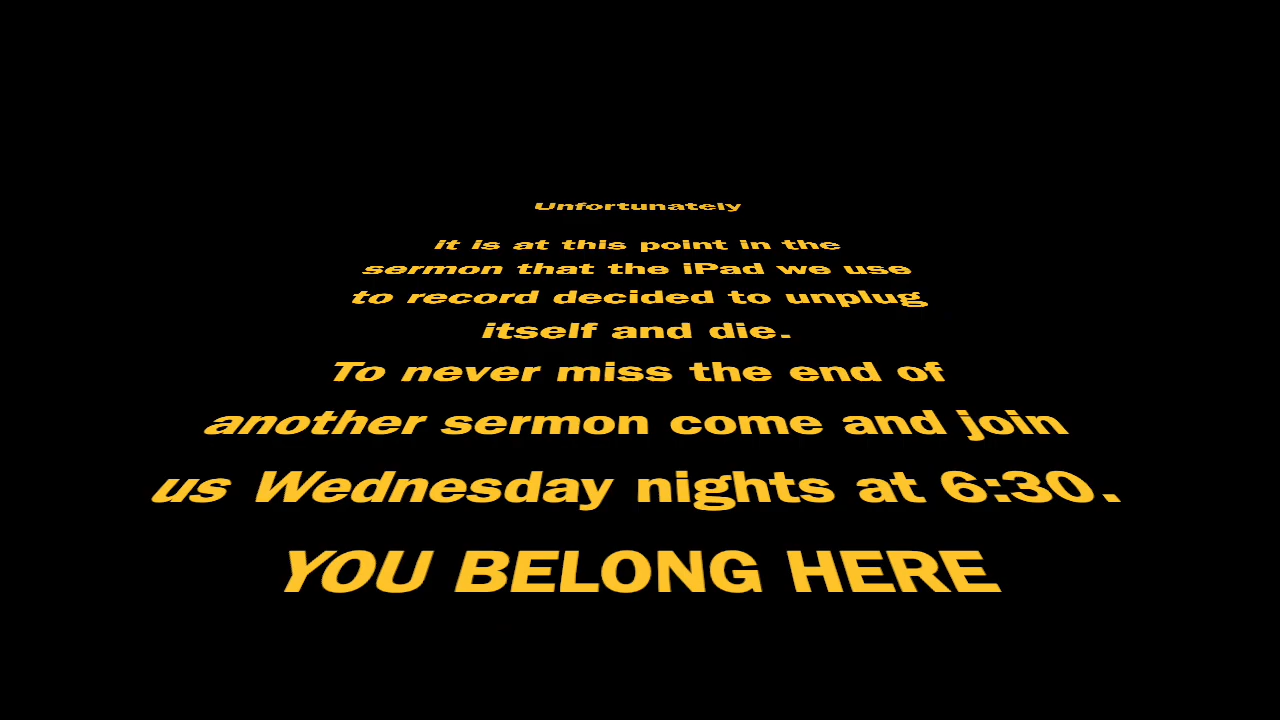 Unfortunately
it is at this point in the
sermon that the iPad we use
to record decided to unplug
itself and die.
To never miss the end of
another sermon come and join
us Wednesday nights at 6:30.
YOU BELONG HERE